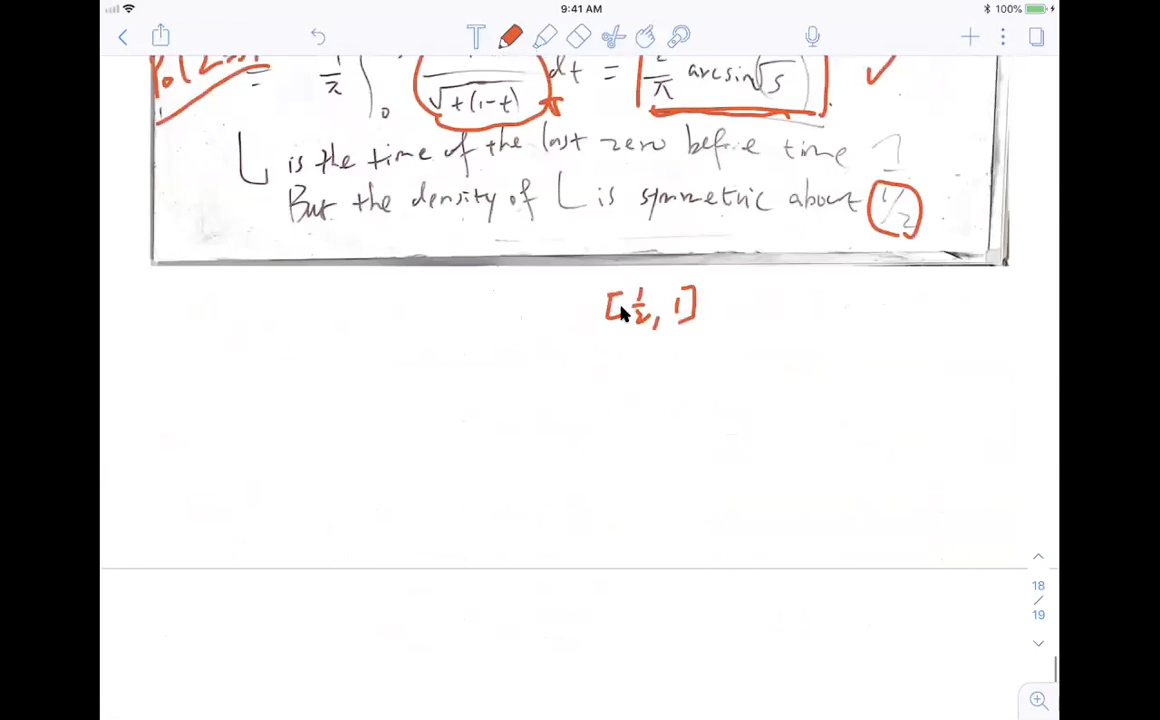 9:41 AM
100%
P.( L≤s)
= 1/π ∫₀ 1/√t(1-t) dt = 2/π arcsin√s ✓
L is the time of the last zero before time 1
But the density of L is symmetric about 1/2
[1/2, 1]
18
/
19